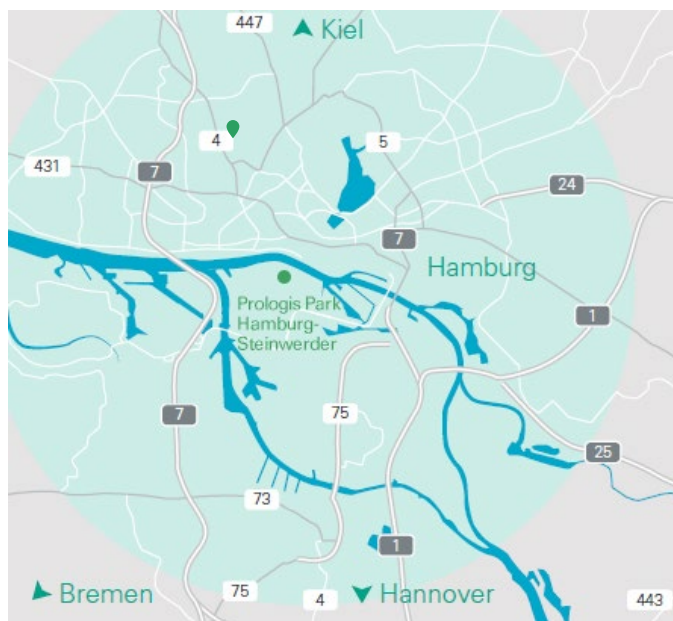 447
Kiel
4
5
431
7
24
7
Hamburg
Prologis Park
Hamburg-
Steinwerder
1
7
75
25
73
1
Bremen
75
4
Hannover
443